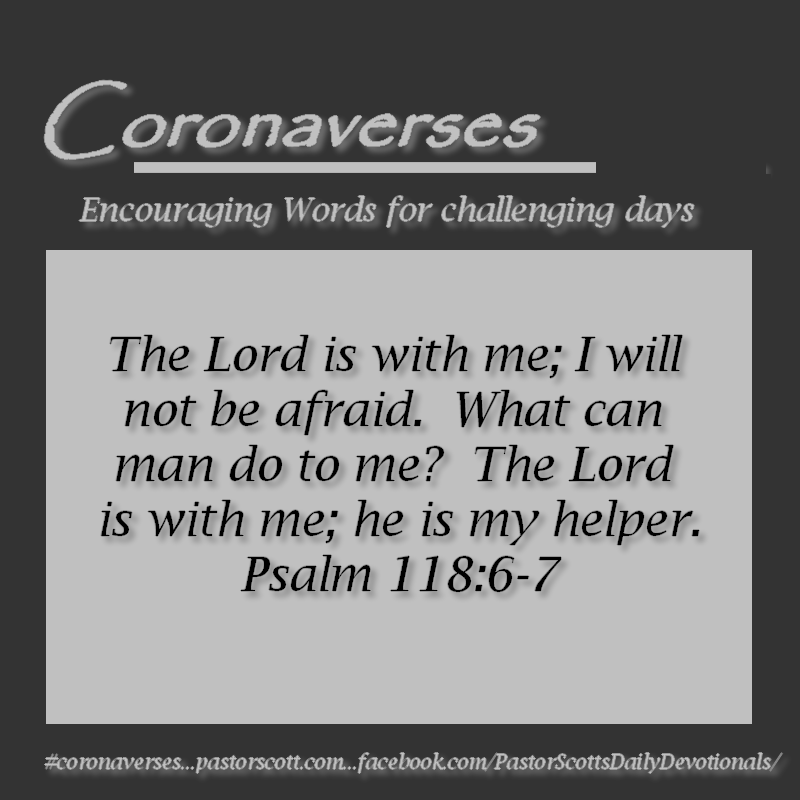 Coronaverses
Encouraging Words for challenging days
The Lord is with me; I will
not be afraid. What can
man do to me? The Lord
is with me; he is my helper.
Psalm 118:6-7
#coronaverses...pastorscott.com...facebook.com/PastorScottsDailyDevotionals/